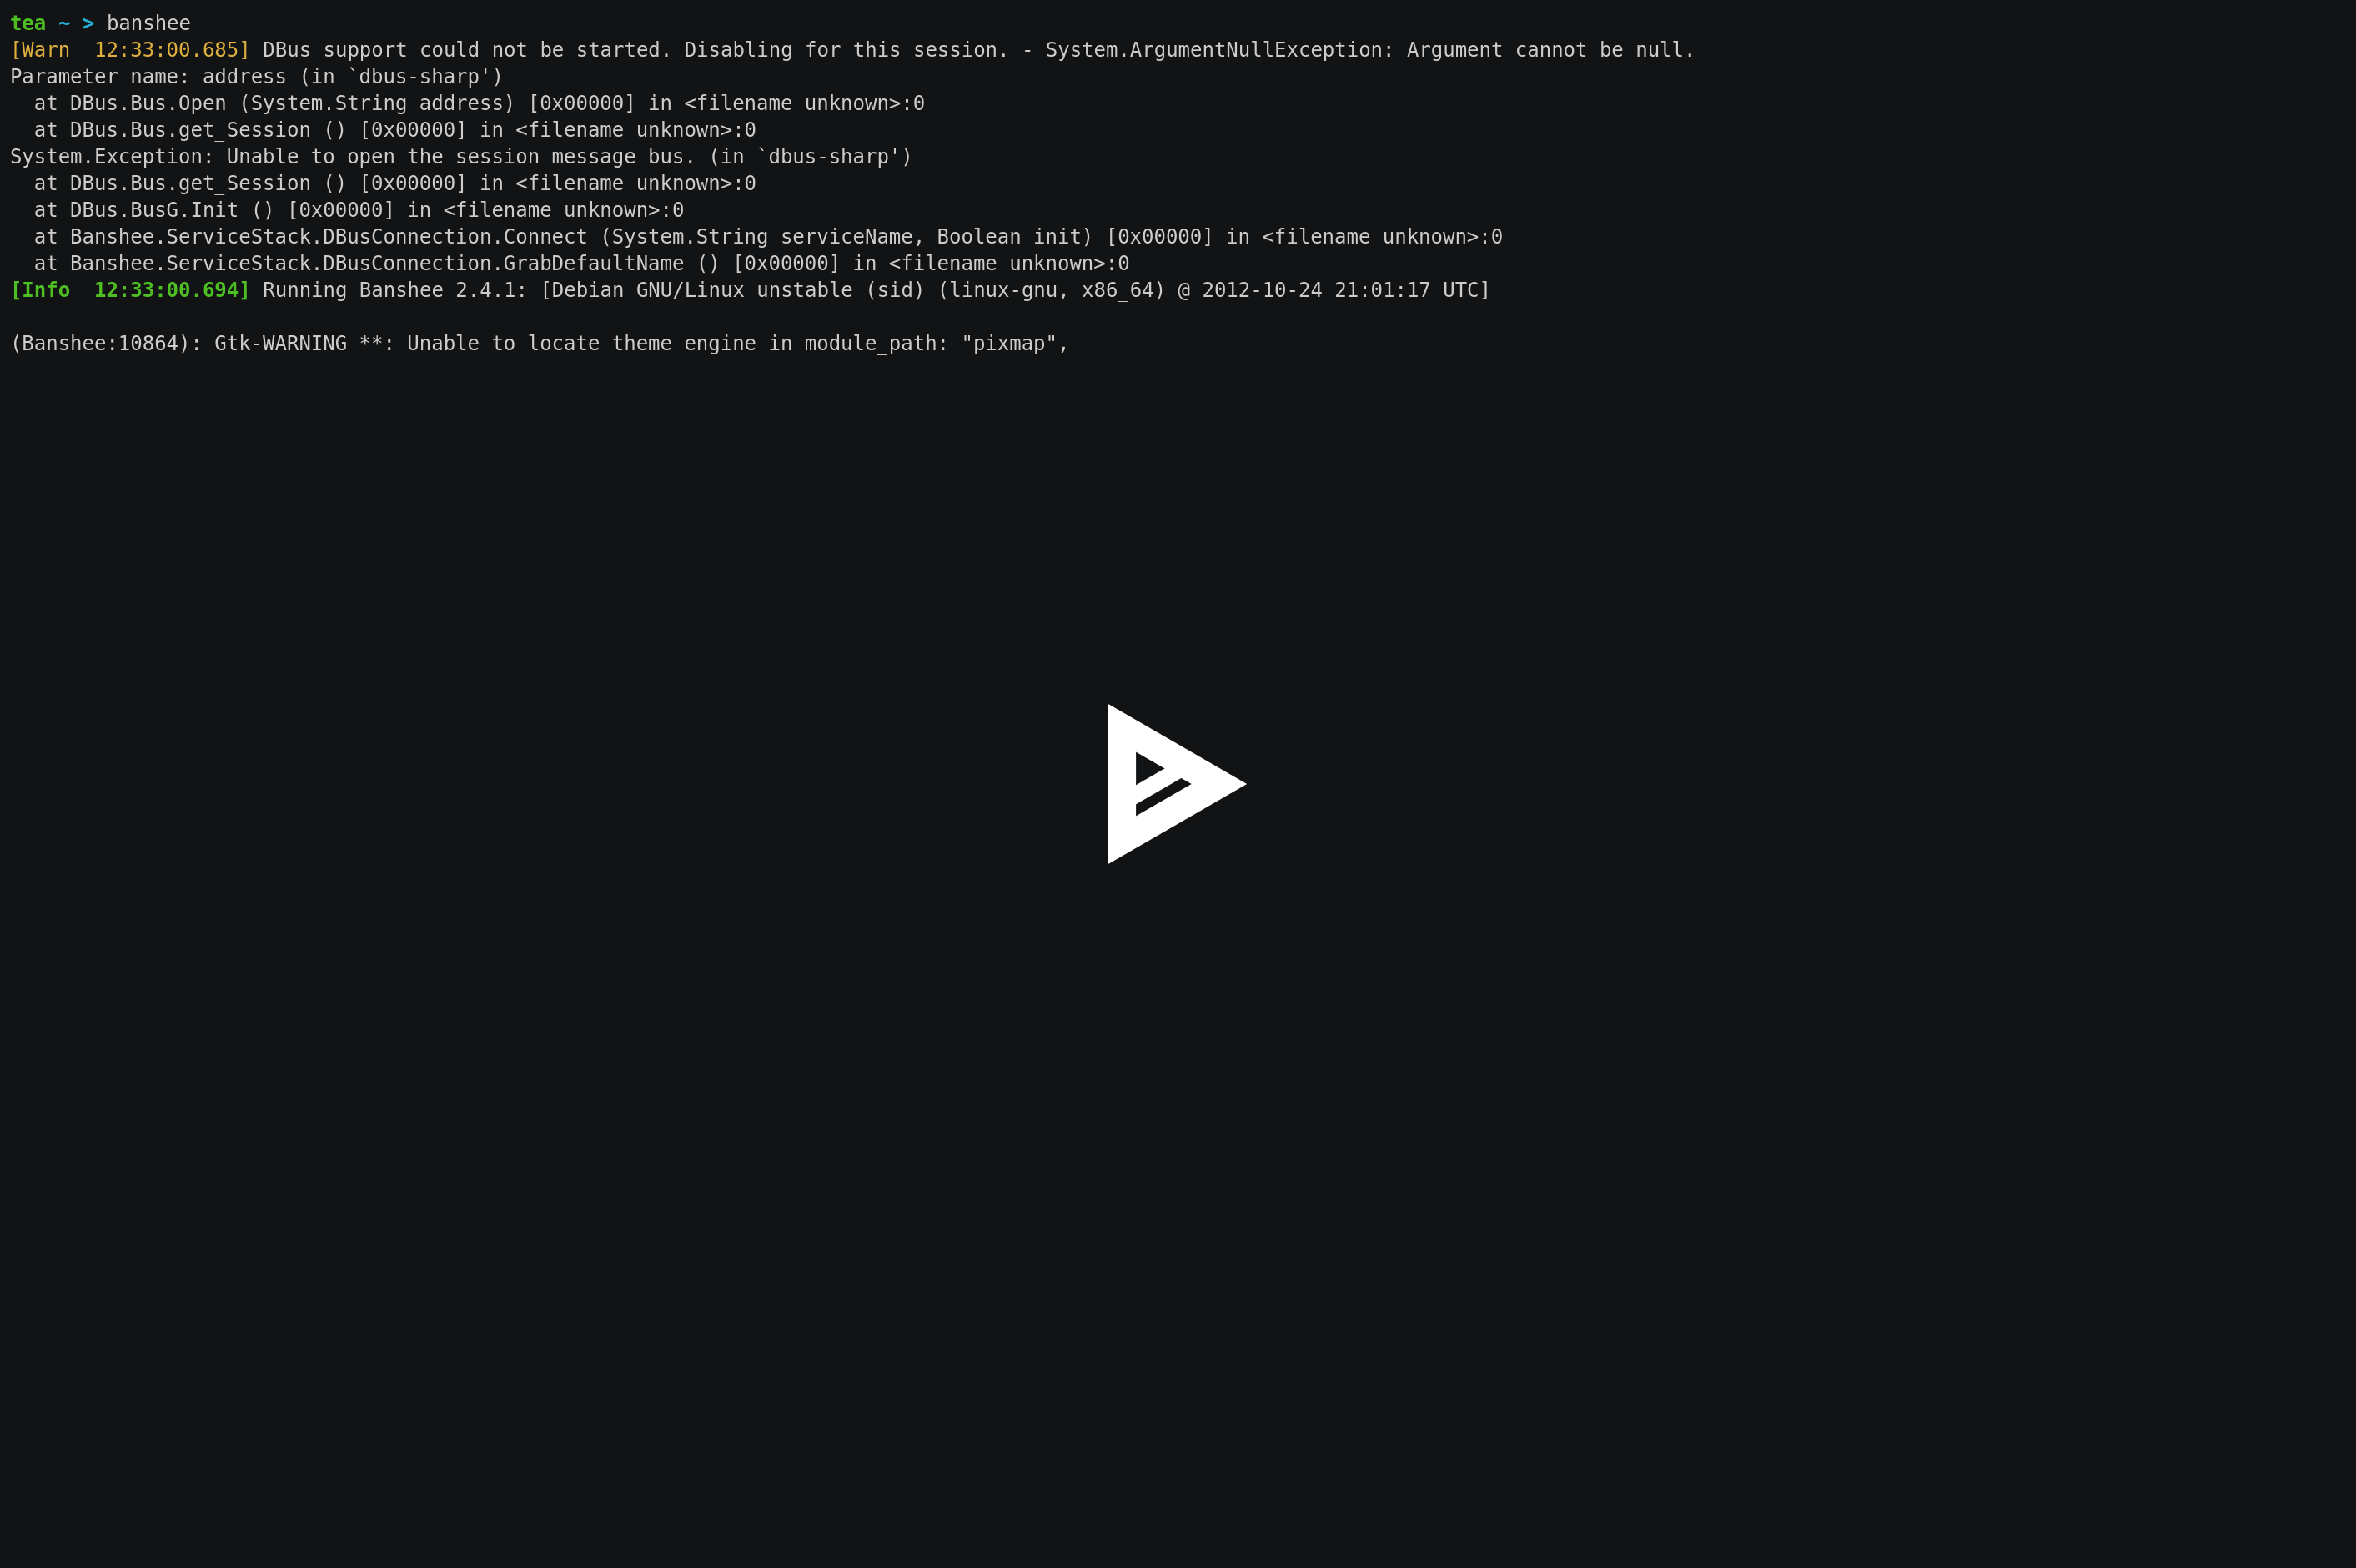 tea ~ > banshee
[Warn  12:33:00.685] DBus support could not be started. Disabling for this session. - System.ArgumentNullException: Argument cannot be null.
Parameter name: address (in `dbus-sharp')
  at DBus.Bus.Open (System.String address) [0x00000] in <filename unknown>:0
  at DBus.Bus.get_Session () [0x00000] in <filename unknown>:0
System.Exception: Unable to open the session message bus. (in `dbus-sharp')
  at DBus.Bus.get_Session () [0x00000] in <filename unknown>:0
  at DBus.BusG.Init () [0x00000] in <filename unknown>:0
  at Banshee.ServiceStack.DBusConnection.Connect (System.String serviceName, Boolean init) [0x00000] in <filename unknown>:0
  at Banshee.ServiceStack.DBusConnection.GrabDefaultName () [0x00000] in <filename unknown>:0
[Info  12:33:00.694] Running Banshee 2.4.1: [Debian GNU/Linux unstable (sid) (linux-gnu, x86_64) @ 2012-10-24 21:01:17 UTC]

(Banshee:10864): Gtk-WARNING **: Unable to locate theme engine in module_path: "pixmap",